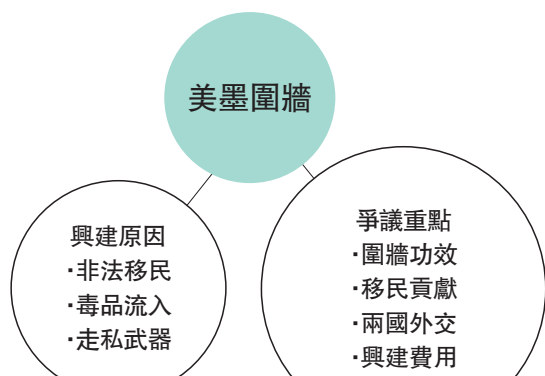 美墨圍牆
興建原因
·非法移民
·毒品流入
·走私武器
爭議重點
·圍牆功效
·移民貢獻
·兩國外交
·興建費用